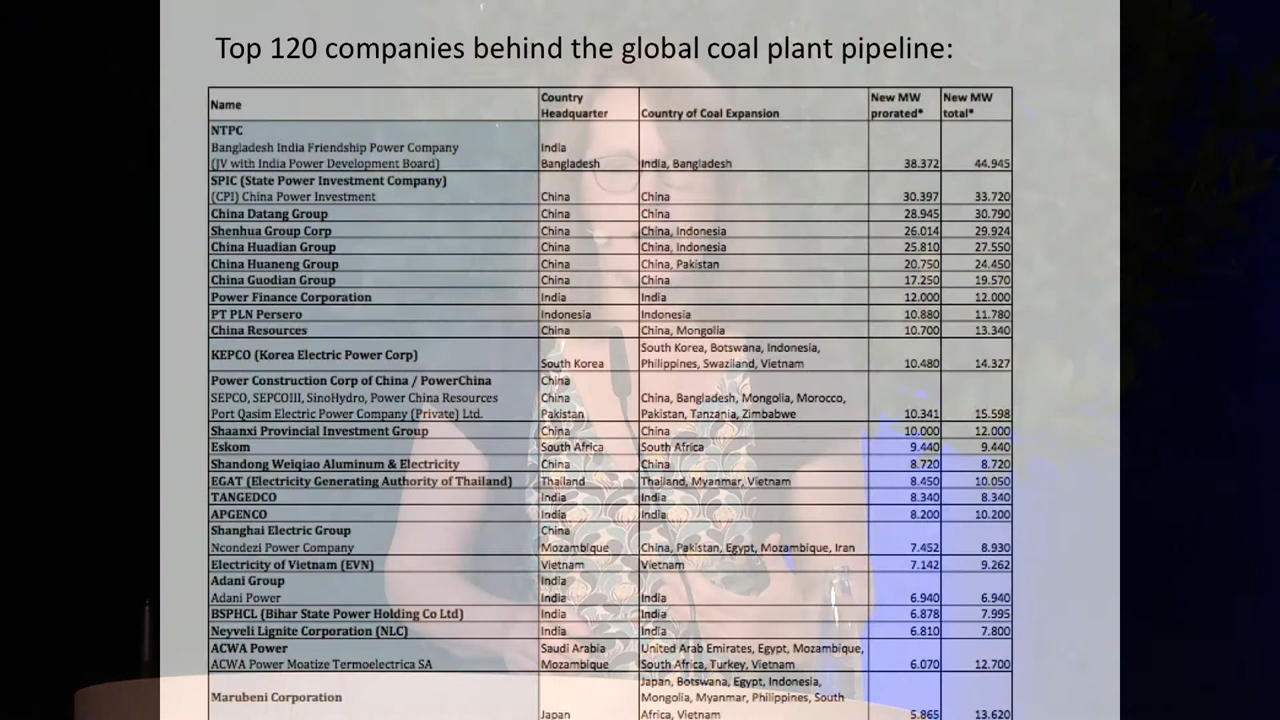 Top 120 companies behind the global coal plant pipeline:
Name Country Headquarter Country of Coal Expansion New MW prorated* New MW total*
NTPC
Bangladesh India Friendship Power Company India
(JV with India Power Development Board) Bangladesh India, Bangladesh 38.372 44.945
SPIC (State Power Investment Company)
(CPI) China Power Investment China China 30.397 33.720
China Datang Group China China 28.945 30.790
Shenhua Group Corp China China, Indonesia 26.014 29.924
China Huadian Group China China, Indonesia 25.810 27.550
China Huaneng Group China China, Pakistan 20.750 24.450
China Guodian Group China China 17.250 19.570
Power Finance Corporation India India 12.000 12.000
PT PLN Persero Indonesia Indonesia 10.880 11.780
China Resources China China, Mongolia 10.700 13.340
South Korea, Botswana, Indonesia,
KEPCO (Korea Electric Power Corp) South Korea Philippines, Swaziland, Vietnam 10.480 14.327
Power Construction Corp of China / PowerChina China
SEPCO, SEPCOIII, SinoHydro, Power China Resources China China, Bangladesh, Mongolia, Morocco,
Port Qasim Electric Power Company (Private) Ltd. Pakistan Pakistan, Tanzania, Zimbabwe 10.341 15.598
Shaanxi Provincial Investment Group China China 10.000 12.000
Eskom South Africa South Africa 9.440 9.440
Shandong Weiqiao Aluminum & Electricity China China 8.720 8.720
EGAT (Electricity Generating Authority of Thailand) Thailand Thailand, Myanmar, Vietnam 8.450 10.050
TANGEDCO India India 8.340 8.340
APGENCO India India 8.200 10.200
Shanghai Electric Group China
Ncondezi Power Company Mozambique China, Pakistan, Egypt, Mozambique, Iran 7.452 8.930
Electricity of Vietnam (EVN) Vietnam Vietnam 7.142 9.262
Adani Group India
Adani Power India India 6.940 6.940
BSPHCL (Bihar State Power Holding Co Ltd) India India 6.878 7.995
Neyveli Lignite Corporation (NLC) India India 6.810 7.800
ACWA Power Saudi Arabia United Arab Emirates, Egypt, Mozambique,
ACWA Power Moatize Termoelectrica SA Mozambique South Africa, Turkey, Vietnam 6.070 12.700
Japan, Botswana, Egypt, Indonesia,
Marubeni Corporation Mongolia, Myanmar, Philippines, South
Japan Africa, Vietnam 5.865 13.620